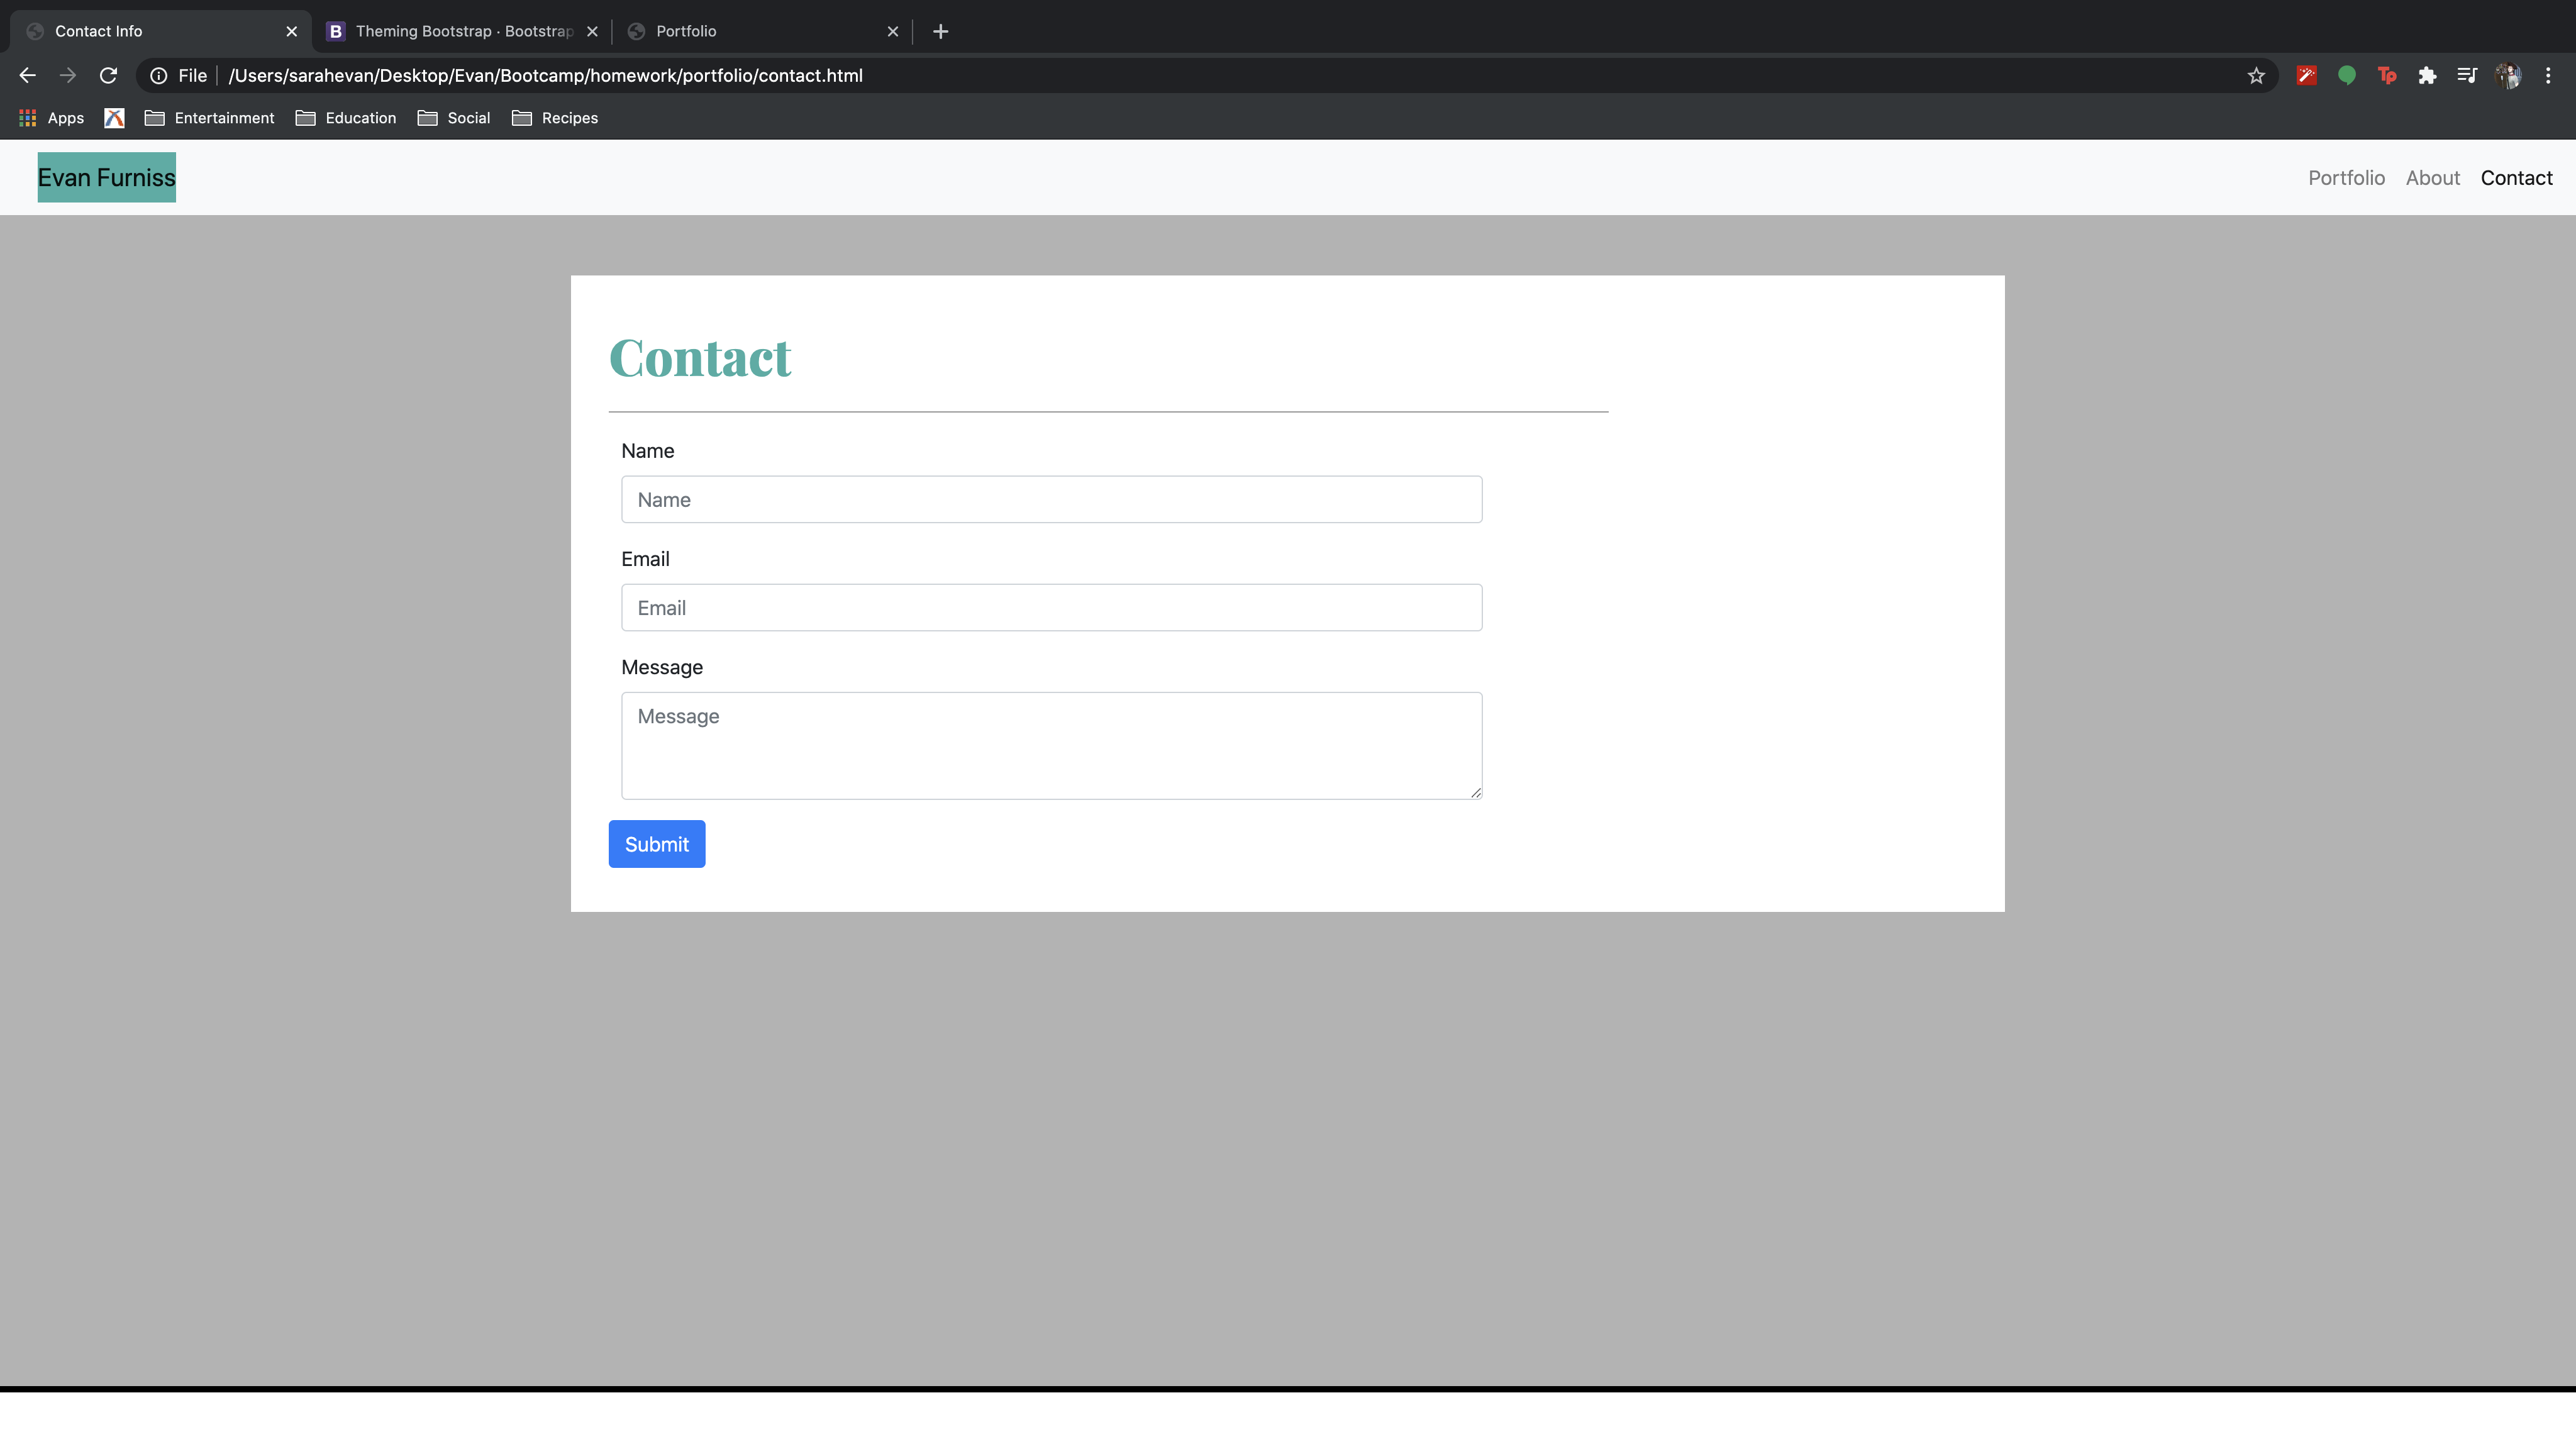 Contact Info
Theming Bootstrap · Bootstrap
Portfolio
File
/Users/sarahevan/Desktop/Evan/Bootcamp/homework/portfolio/contact.html
Apps
Entertainment
Education
Social
Recipes
Evan Furniss
Portfolio
About
Contact
Contact
Name
Name
Email
Email
Message
Message
Submit